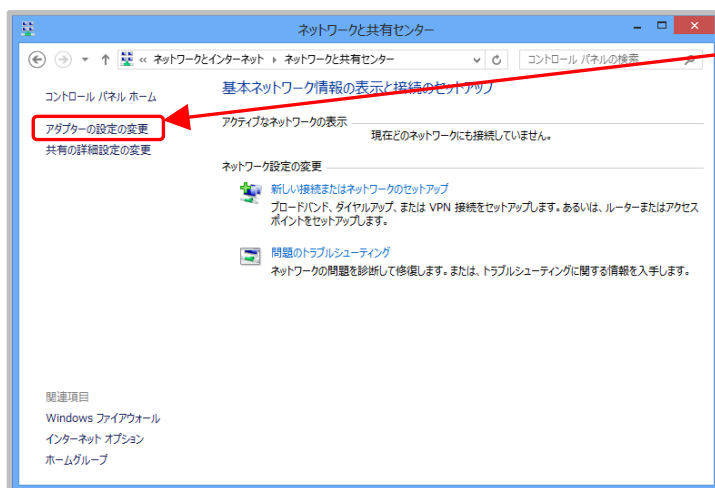 ネットワークと共有センター
« ネットワークとインターネット ▸ ネットワークと共有センター
コントロール パネルの検索
コントロール パネル ホーム
アダプターの設定の変更
共有の詳細設定の変更
基本ネットワーク情報の表示と接続のセットアップ
アクティブなネットワークの表示
現在どのネットワークにも接続していません。
ネットワーク設定の変更
新しい接続またはネットワークのセットアップ
ブロードバンド、ダイヤルアップ、または VPN 接続をセットアップします。あるいは、ルーターまたはアクセス
ポイントをセットアップします。
問題のトラブルシューティング
ネットワークの問題を診断して修復します。または、トラブルシューティングに関する情報を入手します。
関連項目
Windows ファイアウォール
インターネット オプション
ホームグループ